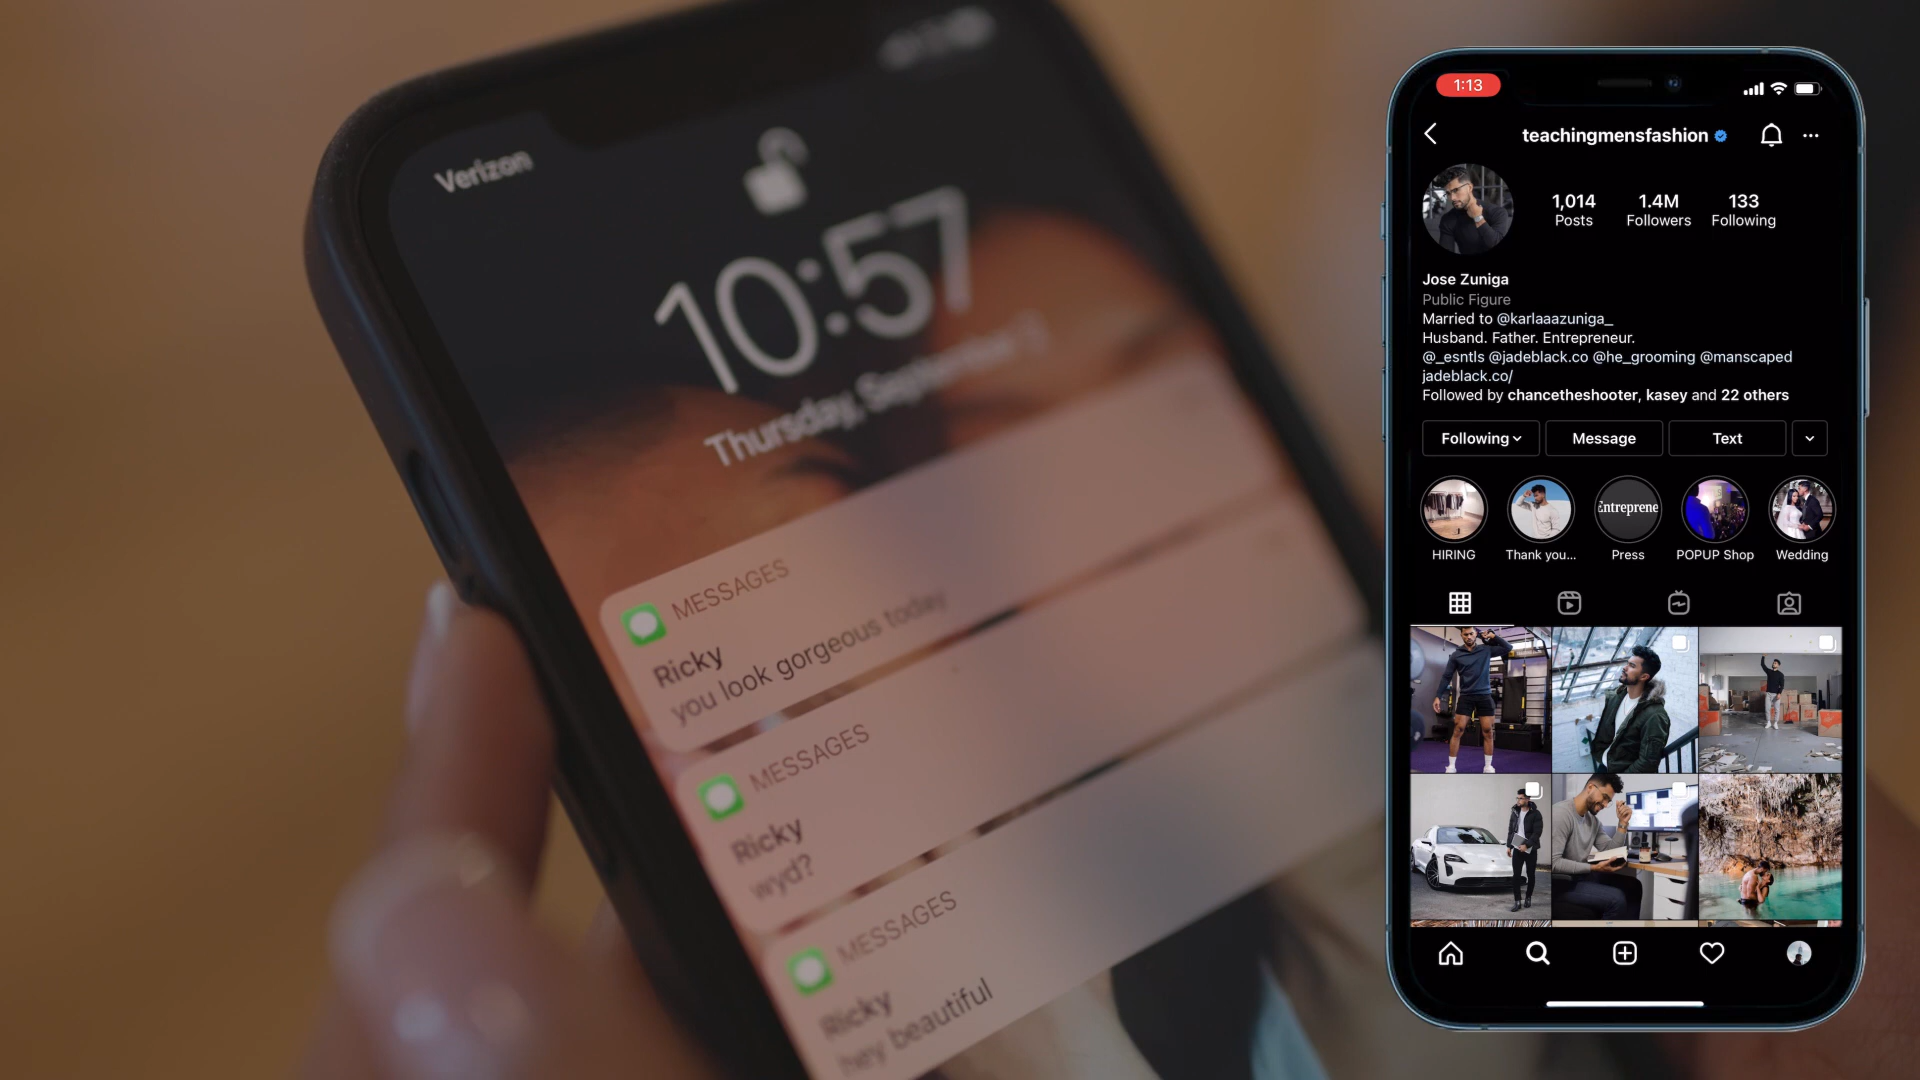 Verizon
10:57
Thursday, September
MESSAGES
Ricky
you look gorgeous today
MESSAGES
Ricky
wyd?
MESSAGES
Ricky
hey beautiful
1:13
teachingmensfashion
1,014
Posts
1.4M
Followers
133
Following
Jose Zuniga
Public Figure
Married to @karlaaazuniga_
Husband. Father. Entrepreneur.
@_esntls @jadeblack.co @he_grooming @manscaped
jadeblack.co/
Followed by chancetheshooter, kasey and 22 others
Following
Message
Text
Entreprene
HIRING
Thank you...
Press
POPUP Shop
Wedding